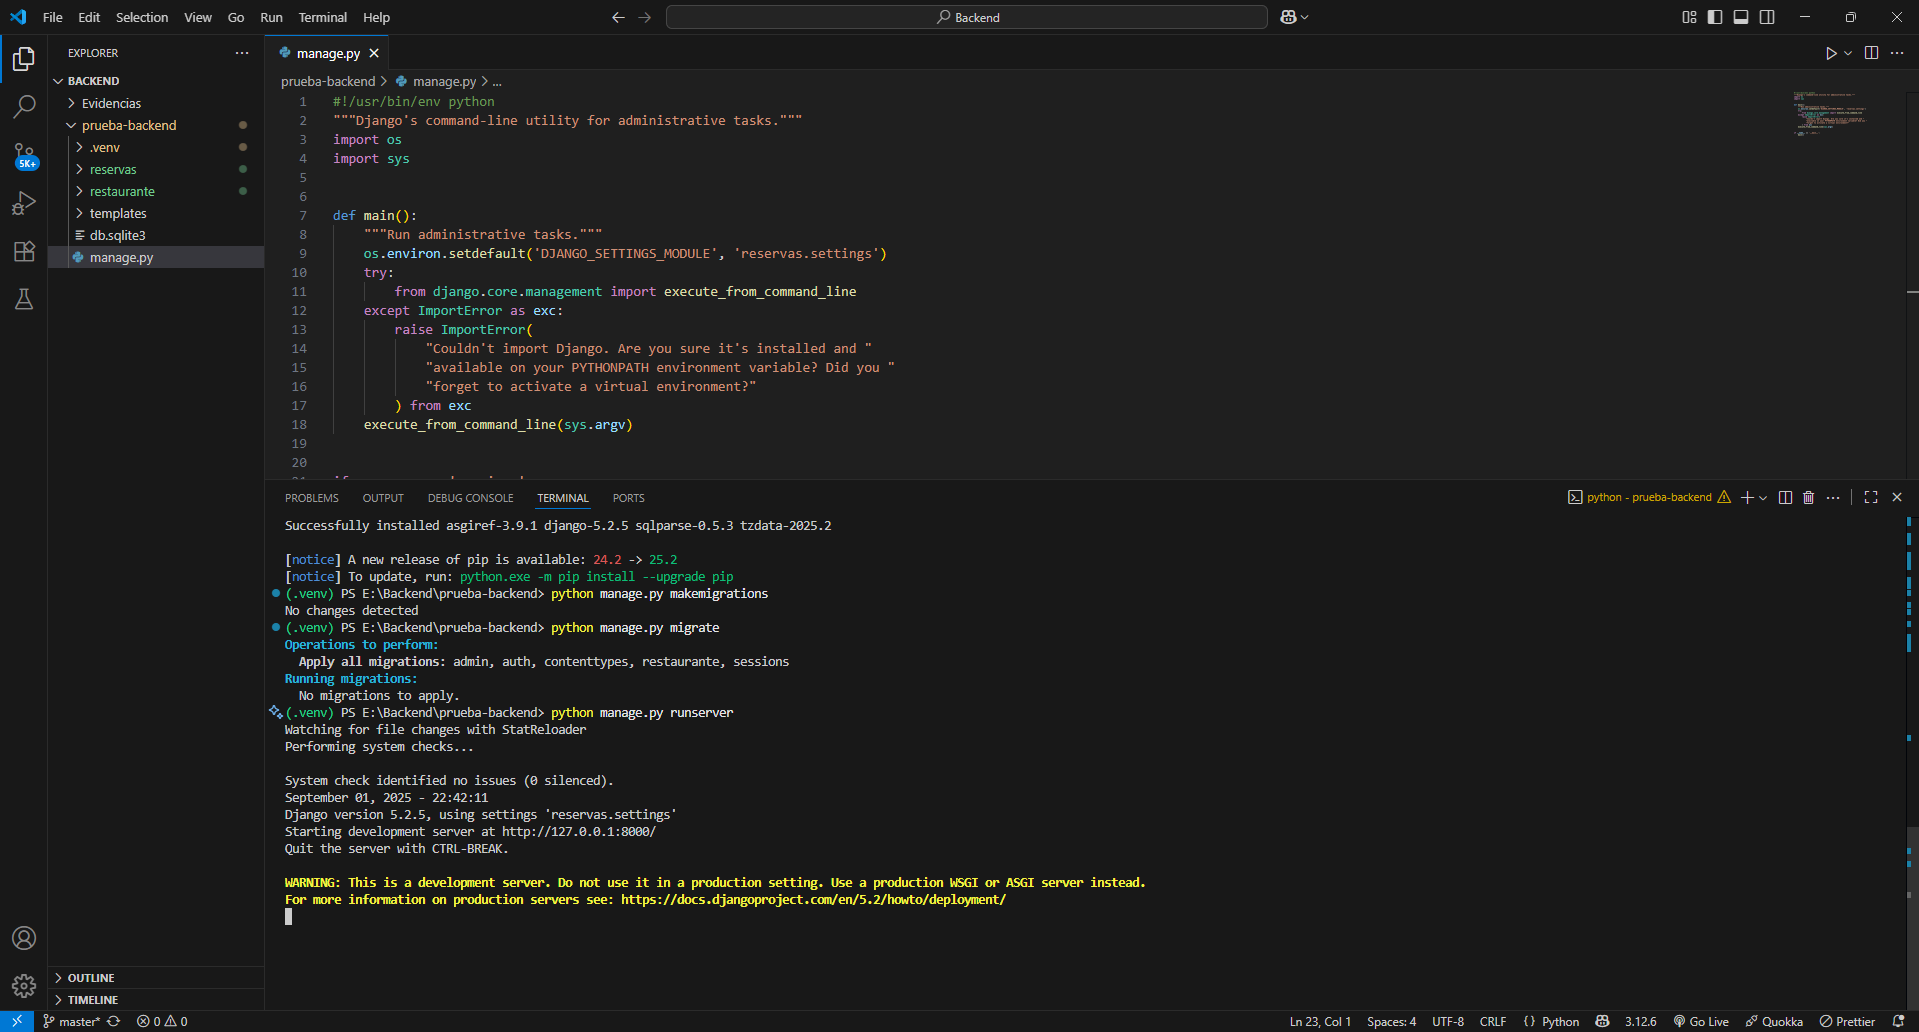 File Edit Selection View Go Run Terminal Help
Backend
EXPLORER
BACKEND
Evidencias
prueba-backend
.venv
reservas
restaurante
templates
db.sqlite3
manage.py
5K+
OUTLINE
TIMELINE
manage.py
prueba-backend > manage.py > ...
1 #!/usr/bin/env python
2 """Django's command-line utility for administrative tasks."""
3 import os
4 import sys
5
6
7 def main():
8 """Run administrative tasks."""
9 os.environ.setdefault('DJANGO_SETTINGS_MODULE', 'reservas.settings')
10 try:
11 from django.core.management import execute_from_command_line
12 except ImportError as exc:
13 raise ImportError(
14 "Couldn't import Django. Are you sure it's installed and "
15 "available on your PYTHONPATH environment variable? Did you "
16 "forget to activate a virtual environment?"
17 ) from exc
18 execute_from_command_line(sys.argv)
19
20
PROBLEMS OUTPUT DEBUG CONSOLE TERMINAL PORTS
python - prueba-backend
Successfully installed asgiref-3.9.1 django-5.2.5 sqlparse-0.5.3 tzdata-2025.2
[notice] A new release of pip is available: 24.2 -> 25.2
[notice] To update, run: python.exe -m pip install --upgrade pip
(.venv) PS E:\Backend\prueba-backend> python manage.py makemigrations
No changes detected
(.venv) PS E:\Backend\prueba-backend> python manage.py migrate
Operations to perform:
Apply all migrations: admin, auth, contenttypes, restaurante, sessions
Running migrations:
No migrations to apply.
(.venv) PS E:\Backend\prueba-backend> python manage.py runserver
Watching for file changes with StatReloader
Performing system checks...
System check identified no issues (0 silenced).
September 01, 2025 - 22:42:11
Django version 5.2.5, using settings 'reservas.settings'
Starting development server at http://127.0.0.1:8000/
Quit the server with CTRL-BREAK.
WARNING: This is a development server. Do not use it in a production setting. Use a production WSGI or ASGI server instead.
For more information on production servers see: https://docs.djangoproject.com/en/5.2/howto/deployment/
master* 0 0 Ln 23, Col 1 Spaces: 4 UTF-8 CRLF {} Python 3.12.6 Go Live Quokka Prettier